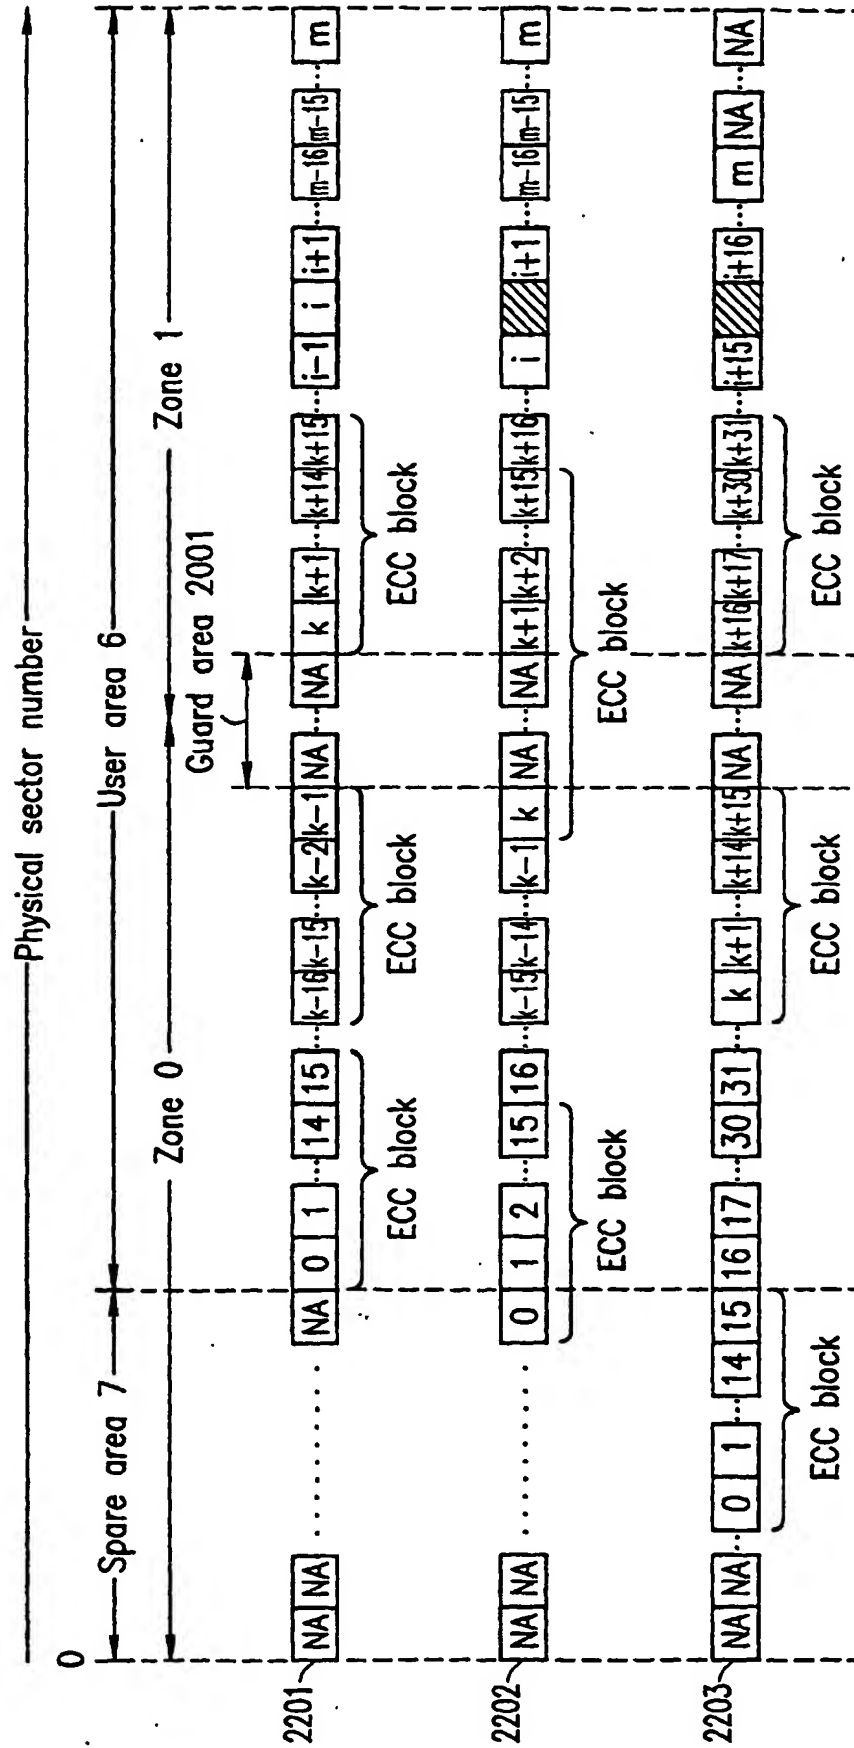 Physical sector number
0
Spare area 7
User area 6
Zone 0
Zone 1
Guard area 2001
2201
NA NA ........ NA 0 1 ... 14 15 ... k-16 k-15 ... k-2 k-1 NA ... NA k k+1 ... k+14 k+15 ... i-1 i i+1 ... m-16 m-15 ... m
ECC block
ECC block
ECC block
2202
NA NA ........ 0 1 2 ... 15 16 ... k-15 k-14 ... k-1 k NA ... NA k+1 k+2 ... k+15 k+16 ... i i+1 ... m-16 m-15 ... m
ECC block
ECC block
2203
NA NA ... 0 1 ... 14 15 16 17 ... 30 31 ... k k+1 ... k+14 k+15 NA ... NA k+16 k+17 ... k+30 k+31 ... i+15 i+16 ... m NA ... NA
ECC block
ECC block
ECC block